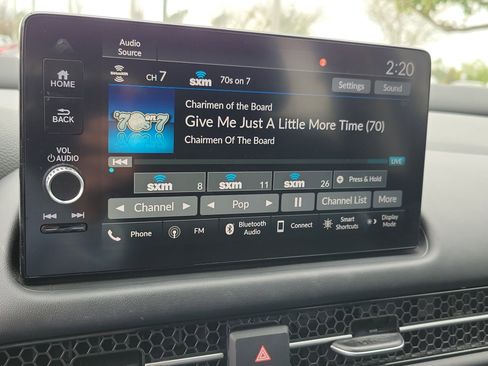 Audio
Source
2:20
HOME
SiriusXM
CH 7
sxm
70s on 7
Settings
Sound
BACK
'70s on 7
Charimen of the Board
Give Me Just A Little More Time (70)
Chairmen Of The Board
VOL
AUDIO
LIVE
sxm 8
sxm 11
sxm 26
Press & Hold
Channel
Pop
Channel List
More
Phone
FM
Bluetooth
Audio
Connect
Smart
Shortcuts
Display
Mode